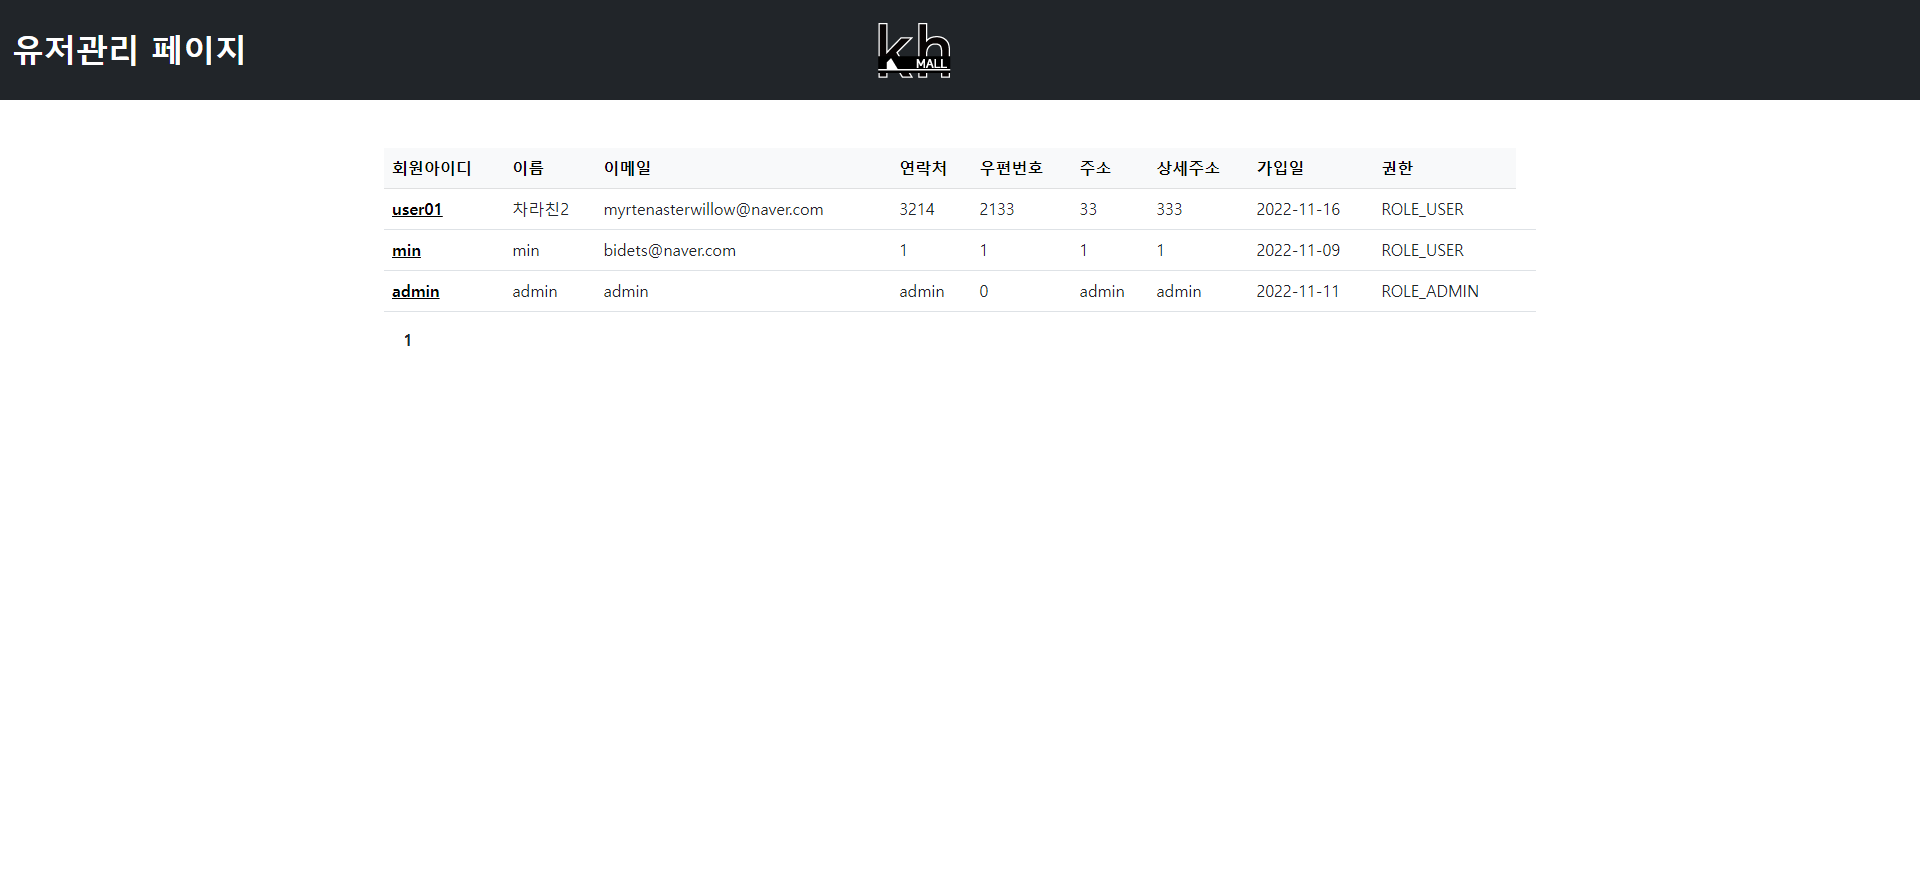 유저관리 페이지
kh
MALL
회원아이디 이름 이메일 연락처 우편번호 주소 상세주소 가입일 권한
user01 차라친2 myrtenasterwillow@naver.com 3214 2133 33 333 2022-11-16 ROLE_USER
min min bidets@naver.com 1 1 1 1 2022-11-09 ROLE_USER
admin admin admin admin 0 admin admin 2022-11-11 ROLE_ADMIN
1